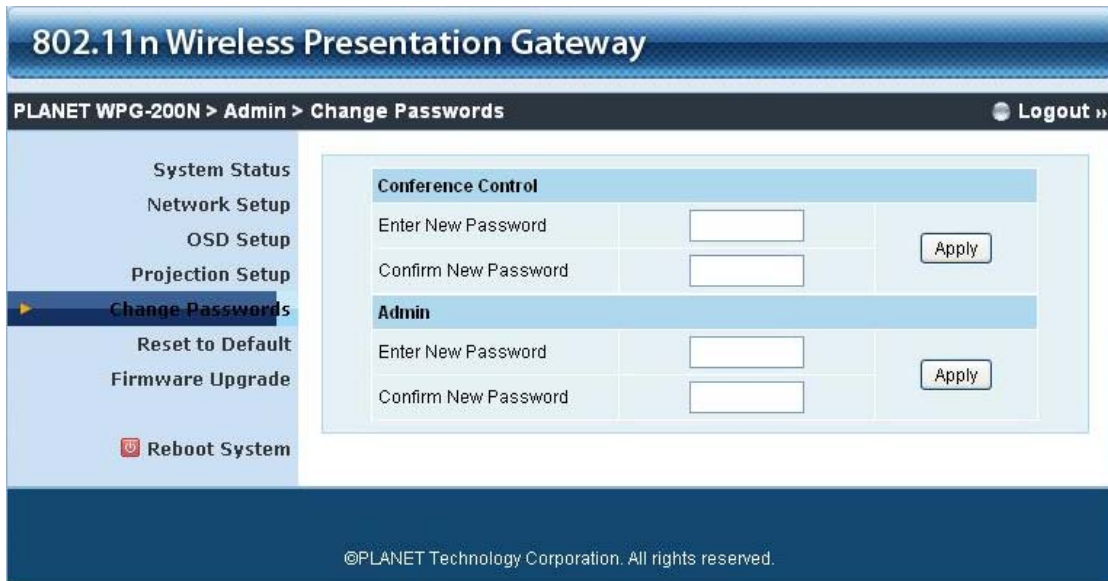 802.11n Wireless Presentation Gateway
PLANET WPG-200N > Admin > Change Passwords
Logout »
System Status
Network Setup
OSD Setup
Projection Setup
Change Passwords
Reset to Default
Firmware Upgrade
Reboot System
Conference Control
Enter New Password
Confirm New Password
Apply
Admin
Enter New Password
Confirm New Password
Apply
©PLANET Technology Corporation. All rights reserved.